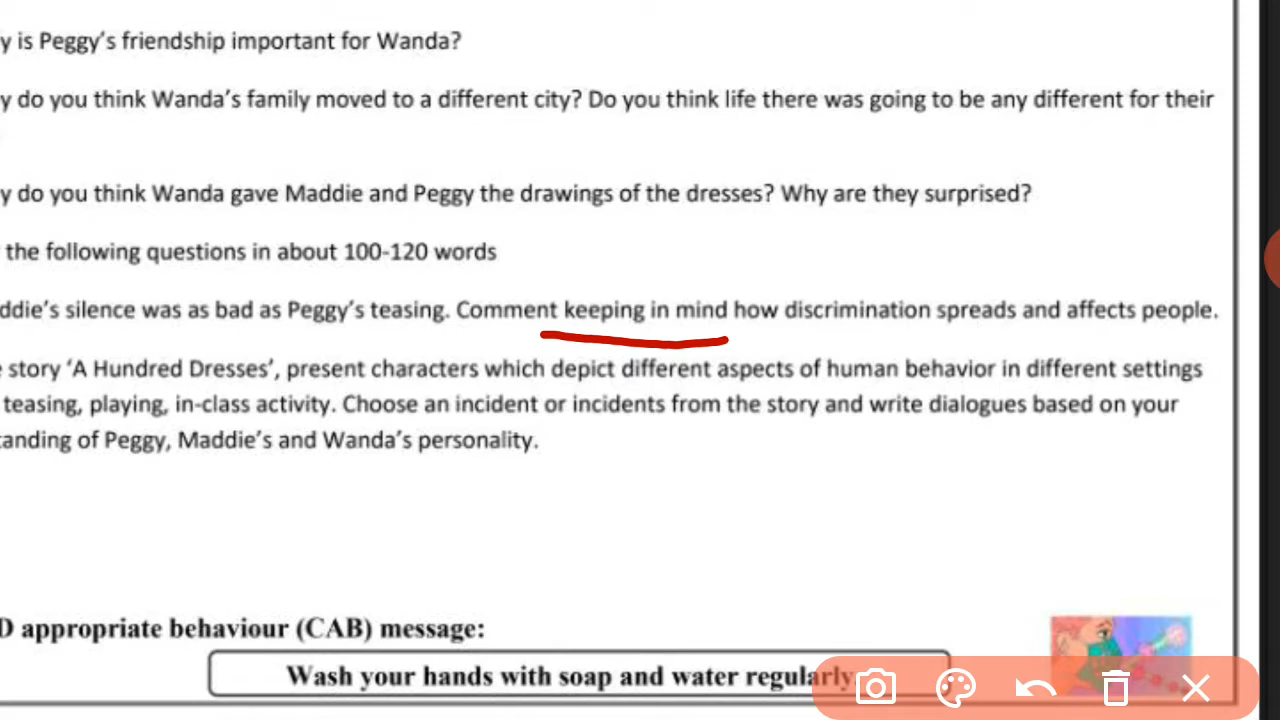 y is Peggy's friendship important for Wanda?
y do you think Wanda's family moved to a different city? Do you think life there was going to be any different for their
y do you think Wanda gave Maddie and Peggy the drawings of the dresses? Why are they surprised?
the following questions in about 100-120 words
ddie's silence was as bad as Peggy's teasing. Comment keeping in mind how discrimination spreads and affects people.
story 'A Hundred Dresses', present characters which depict different aspects of human behavior in different settings
teasing, playing, in-class activity. Choose an incident or incidents from the story and write dialogues based on your
tanding of Peggy, Maddie's and Wanda's personality.
D appropriate behaviour (CAB) message:
Wash your hands with soap and water regularly